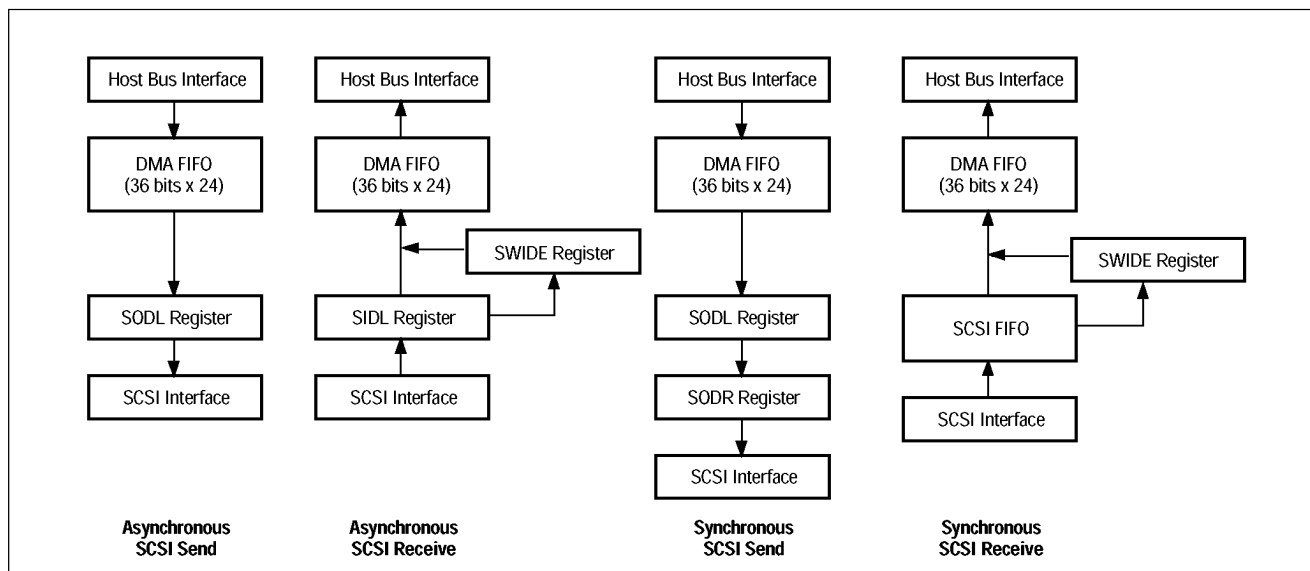 Host Bus Interface
DMA FIFO
(36 bits x 24)
SODL Register
SCSI Interface
Asynchronous
SCSI Send
Host Bus Interface
DMA FIFO
(36 bits x 24)
SWIDE Register
SIDL Register
SCSI Interface
Asynchronous
SCSI Receive
Host Bus Interface
DMA FIFO
(36 bits x 24)
SODL Register
SODR Register
SCSI Interface
Synchronous
SCSI Send
Host Bus Interface
DMA FIFO
(36 bits x 24)
SWIDE Register
SCSI FIFO
SCSI Interface
Synchronous
SCSI Receive